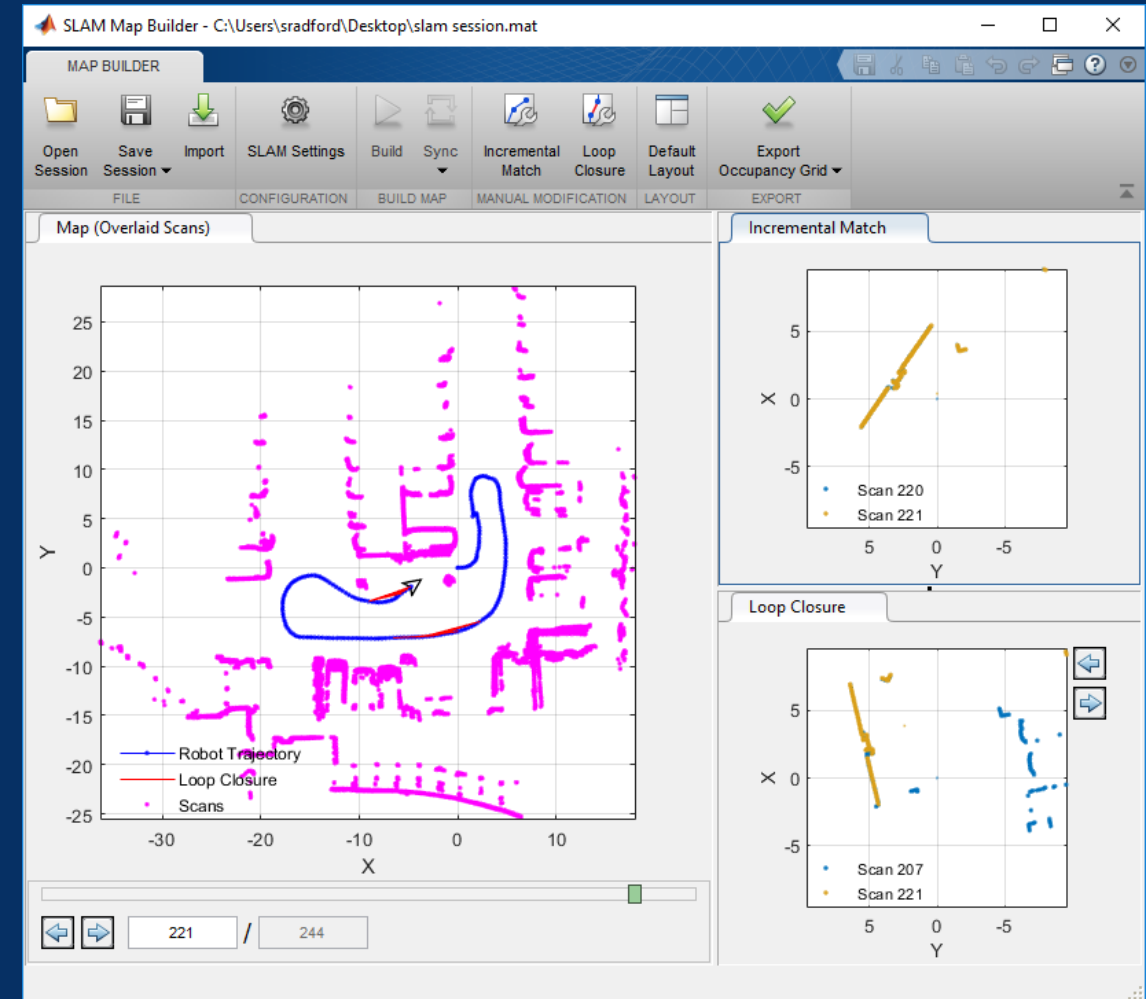 SLAM Map Builder - C:\Users\sradford\Desktop\slam session.mat
MAP BUILDER
Open Session
Save Session
Import
SLAM Settings
Build
Sync
Incremental Match
Loop Closure
Default Layout
Export Occupancy Grid
FILE
CONFIGURATION
BUILD MAP
MANUAL MODIFICATION
LAYOUT
EXPORT
Map (Overlaid Scans)
25
20
15
10
5
0
-5
-10
-15
-20
-25
Y
Robot Trajectory
Loop Closure
Scans
-30 -20 -10 0 10
X
221 / 244
Incremental Match
5
0
-5
X
Scan 220
Scan 221
5 0 -5
Y
Loop Closure
5
0
-5
X
Scan 207
Scan 221
5 0 -5
Y